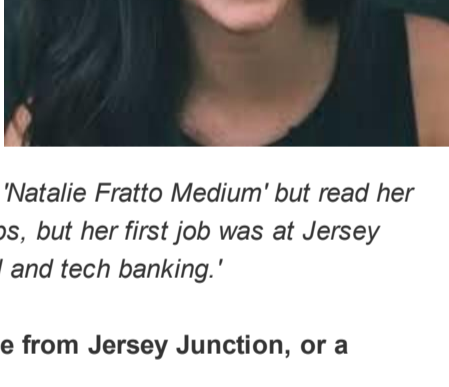 'Natalie Fratto Medium' but read her
but her first job was at Jersey
and tech banking.'
from Jersey Junction, or a